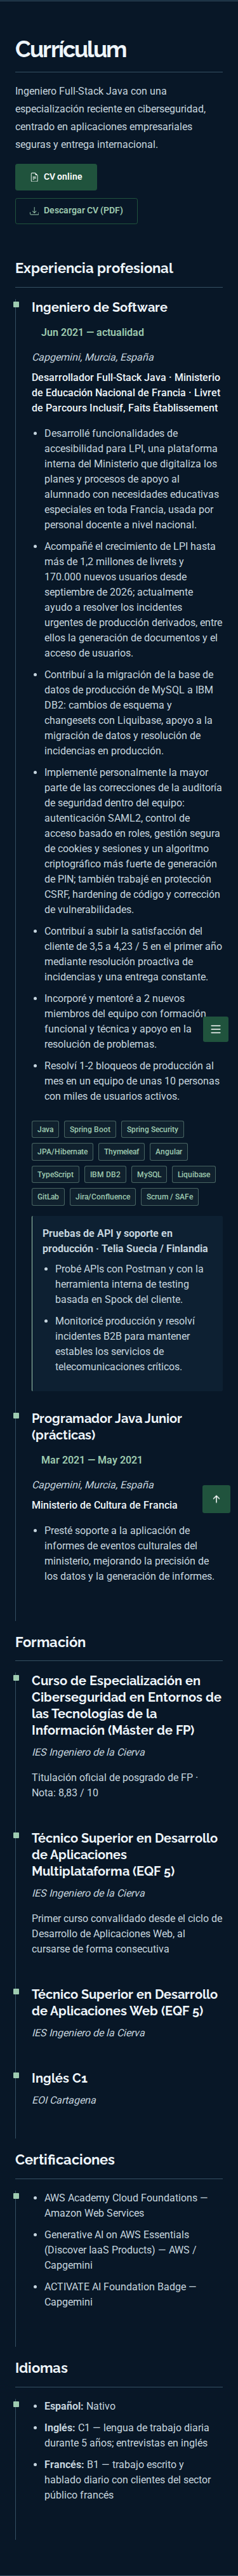 Currículum
Ingeniero Full-Stack Java con una
especialización reciente en ciberseguridad,
centrado en aplicaciones empresariales
seguras y entrega internacional.
CV online
Descargar CV (PDF)
Experiencia profesional
Ingeniero de Software
Jun 2021 — actualidad
Capgemini, Murcia, España
Desarrollador Full-Stack Java · Ministerio
de Educación Nacional de Francia · Livret
de Parcours Inclusif, Faits Établissement
• Desarrollé funcionalidades de
accesibilidad para LPI, una plataforma
interna del Ministerio que digitaliza los
planes y procesos de apoyo al
alumnado con necesidades educativas
especiales en toda Francia, usada por
personal docente a nivel nacional.
• Acompañé el crecimiento de LPI hasta
más de 1,2 millones de livrets y
170.000 nuevos usuarios desde
septiembre de 2026; actualmente
ayudo a resolver los incidentes
urgentes de producción derivados, entre
ellos la generación de documentos y el
acceso de usuarios.
• Contribuí a la migración de la base de
datos de producción de MySQL a IBM
DB2: cambios de esquema y
changesets con Liquibase, apoyo a la
migración de datos y resolución de
incidencias en producción.
• Implementé personalmente la mayor
parte de las correcciones de la auditoría
de seguridad dentro del equipo:
autenticación SAML2, control de
acceso basado en roles, gestión segura
de cookies y sesiones y un algoritmo
criptográfico más fuerte de generación
de PIN; también trabajé en protección
CSRF, hardening de código y corrección
de vulnerabilidades.
• Contribuí a subir la satisfacción del
cliente de 3,5 a 4,23 / 5 en el primer año
mediante resolución proactiva de
incidencias y una entrega constante.
• Incorporé y mentoré a 2 nuevos
miembros del equipo con formación
funcional y técnica y apoyo en la
resolución de problemas.
• Resolví 1-2 bloqueos de producción al
mes en un equipo de unas 10 personas
con miles de usuarios activos.
Java Spring Boot Spring Security
JPA/Hibernate Thymeleaf Angular
TypeScript IBM DB2 MySQL Liquibase
GitLab Jira/Confluence Scrum / SAFe
Pruebas de API y soporte en
producción · Telia Suecia / Finlandia
• Probé APIs con Postman y con la
herramienta interna de testing
basada en Spock del cliente.
• Monitoricé producción y resolví
incidentes B2B para mantener
estables los servicios de
telecomunicaciones críticos.
Programador Java Junior
(prácticas)
Mar 2021 — May 2021
Capgemini, Murcia, España
Ministerio de Cultura de Francia
• Presté soporte a la aplicación de
informes de eventos culturales del
ministerio, mejorando la precisión de
los datos y la generación de informes.
Formación
Curso de Especialización en
Ciberseguridad en Entornos de
las Tecnologías de la
Información (Máster de FP)
IES Ingeniero de la Cierva
Titulación oficial de posgrado de FP ·
Nota: 8,83 / 10
Técnico Superior en Desarrollo
de Aplicaciones
Multiplataforma (EQF 5)
IES Ingeniero de la Cierva
Primer curso convalidado desde el ciclo de
Desarrollo de Aplicaciones Web, al
cursarse de forma consecutiva
Técnico Superior en Desarrollo
de Aplicaciones Web (EQF 5)
IES Ingeniero de la Cierva
Inglés C1
EOI Cartagena
Certificaciones
• AWS Academy Cloud Foundations —
Amazon Web Services
• Generative AI on AWS Essentials
(Discover IaaS Products) — AWS /
Capgemini
• ACTIVATE AI Foundation Badge —
Capgemini
Idiomas
• Español: Nativo
• Inglés: C1 — lengua de trabajo diaria
durante 5 años; entrevistas en inglés
• Francés: B1 — trabajo escrito y
hablado diario con clientes del sector
público francés